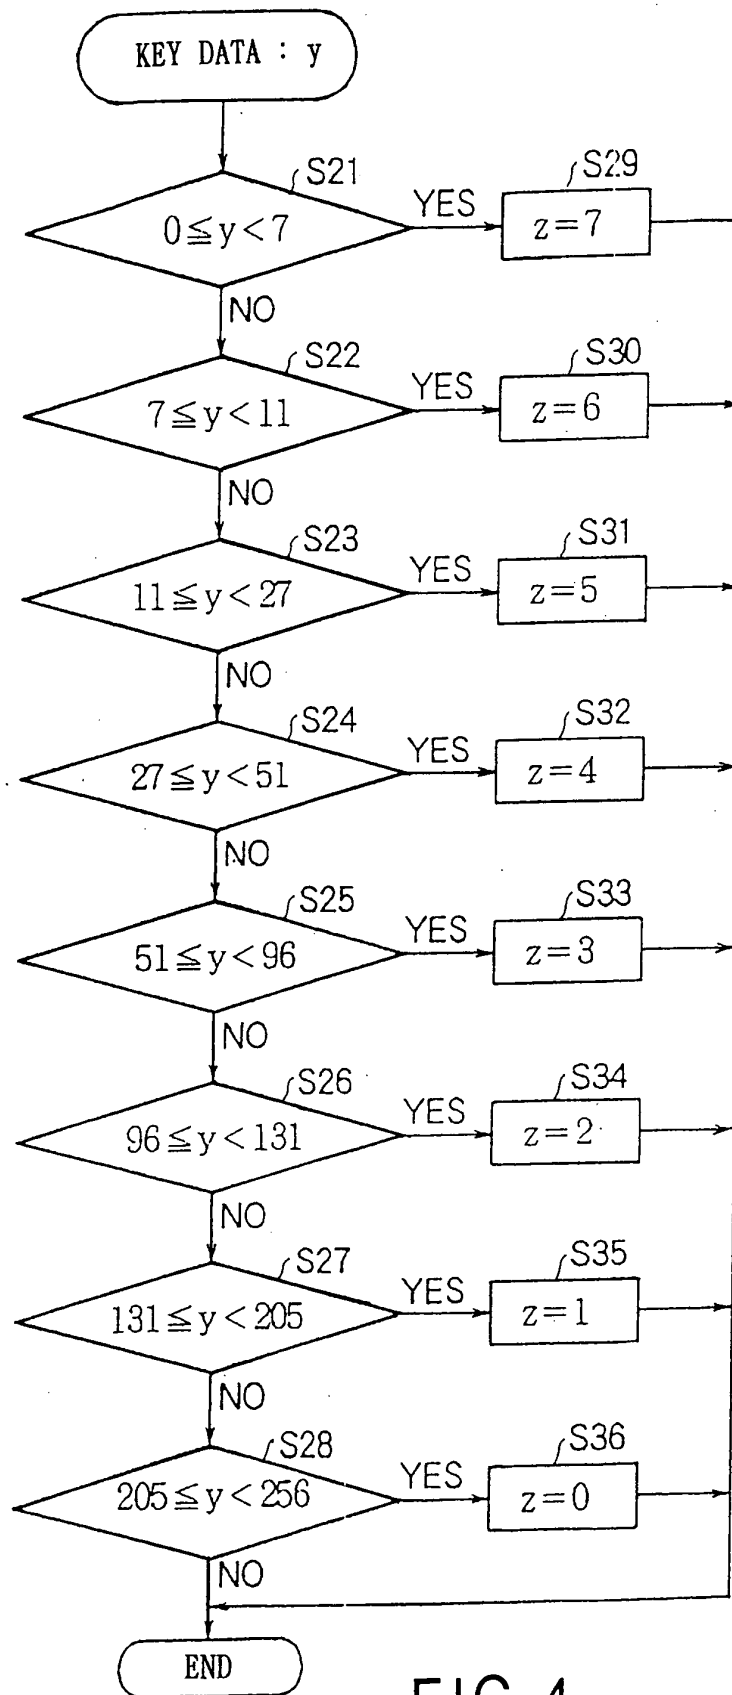 KEY DATA : y
S21
0≦y<7
YES
S29
z=7
NO
S22
7≦y<11
YES
S30
z=6
NO
S23
11≦y<27
YES
S31
z=5
NO
S24
27≦y<51
YES
S32
z=4
NO
S25
51≦y<96
YES
S33
z=3
NO
S26
96≦y<131
YES
S34
z=2
NO
S27
131≦y<205
YES
S35
z=1
NO
S28
205≦y<256
YES
S36
z=0
NO
END
FIG.4